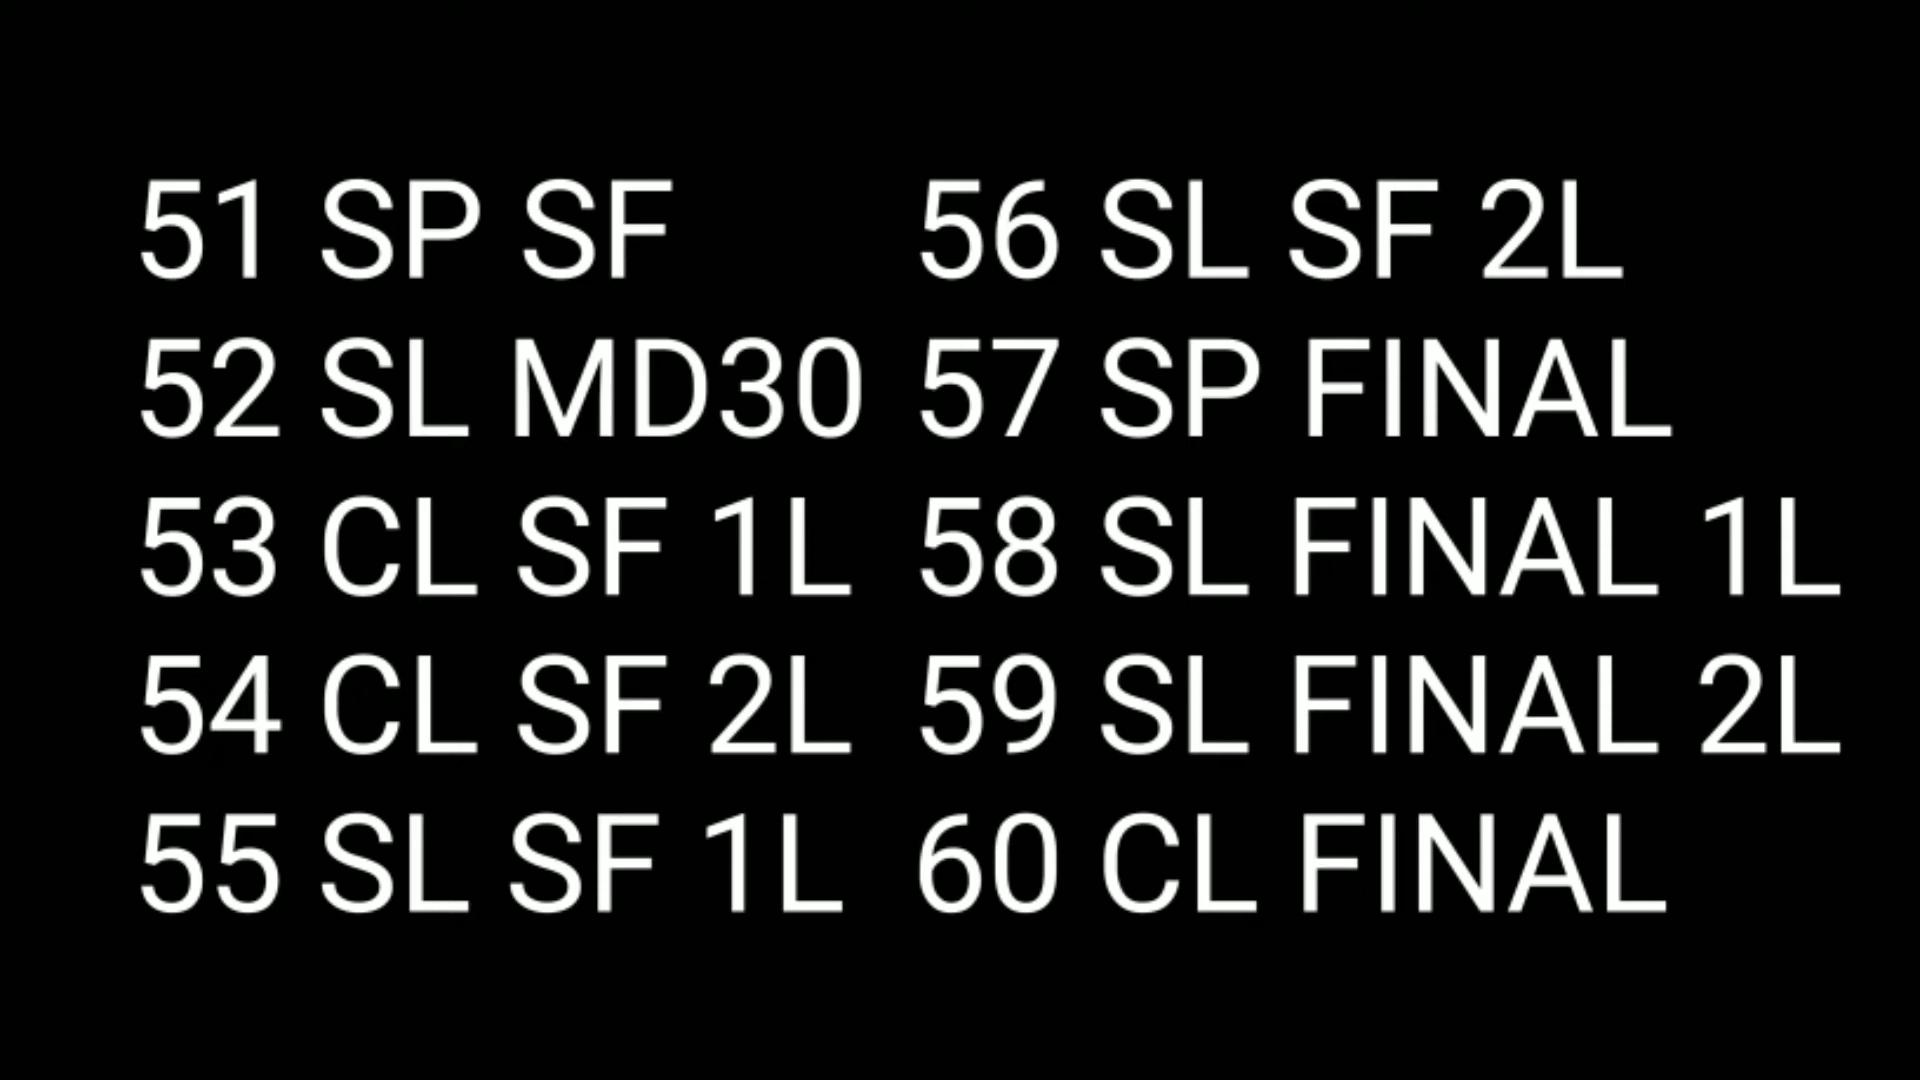 51 SP SF
52 SL MD30
53 CL SF 1L
54 CL SF 2L
55 SL SF 1L
56 SL SF 2L
57 SP FINAL
58 SL FINAL 1L
59 SL FINAL 2L
60 CL FINAL